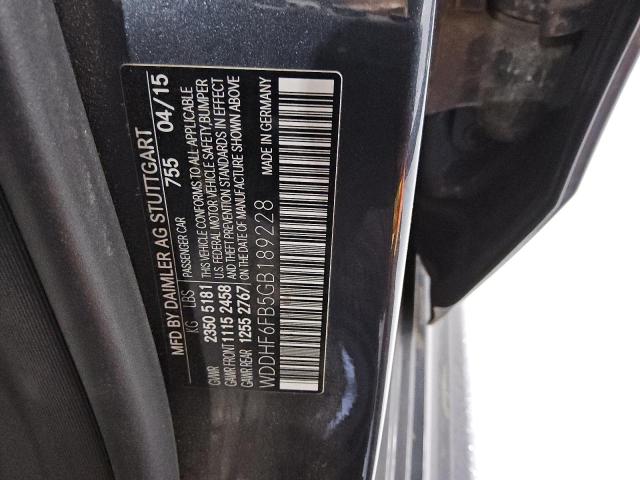 MFD BY DAIMLER AG STUTTGART
755 04/15
KG LBS PASSENGER CAR
GVWR 2350 5181 THIS VEHICLE CONFORMS TO ALL APPLICABLE
GAWR FRONT 1115 2458 U.S. FEDERAL MOTOR VEHICLE SAFETY, BUMPER
GAWR REAR 1255 2767 AND THEFT PREVENTION STANDARDS IN EFFECT
ON THE DATE OF MANUFACTURE SHOWN ABOVE
WDDHF6FB5GB189228 MADE IN GERMANY